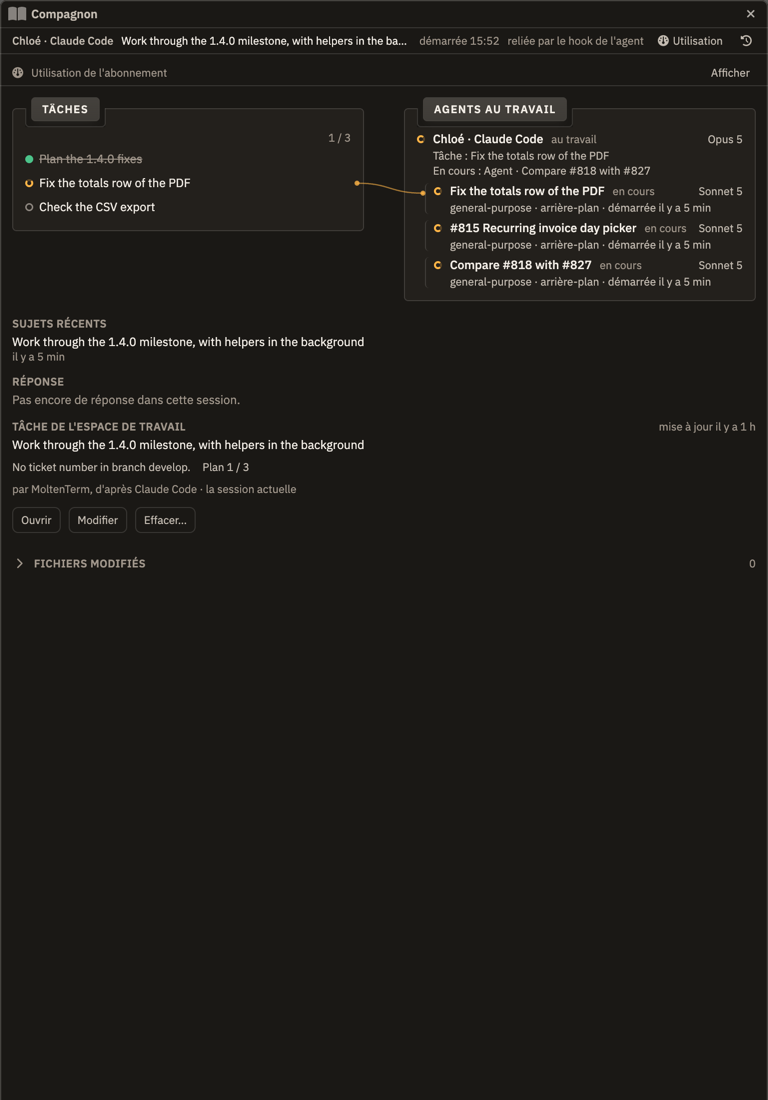 Compagnon
Chloé · Claude Code Work through the 1.4.0 milestone, with helpers in the ba... démarrée 15:52 reliée par le hook de l'agent Utilisation
Utilisation de l'abonnement Afficher
TÂCHES
1 / 3
Plan the 1.4.0 fixes
Fix the totals row of the PDF
Check the CSV export
AGENTS AU TRAVAIL
Chloé · Claude Code au travail Opus 5
Tâche : Fix the totals row of the PDF
En cours : Agent · Compare #818 with #827
Fix the totals row of the PDF en cours Sonnet 5
general-purpose · arrière-plan · démarrée il y a 5 min
#815 Recurring invoice day picker en cours Sonnet 5
general-purpose · arrière-plan · démarrée il y a 5 min
Compare #818 with #827 en cours Sonnet 5
general-purpose · arrière-plan · démarrée il y a 5 min
SUJETS RÉCENTS
Work through the 1.4.0 milestone, with helpers in the background
il y a 5 min
RÉPONSE
Pas encore de réponse dans cette session.
TÂCHE DE L'ESPACE DE TRAVAIL mise à jour il y a 1 h
Work through the 1.4.0 milestone, with helpers in the background
No ticket number in branch develop. Plan 1 / 3
par MoltenTerm, d'après Claude Code · la session actuelle
Ouvrir Modifier Effacer...
FICHIERS MODIFIÉS 0